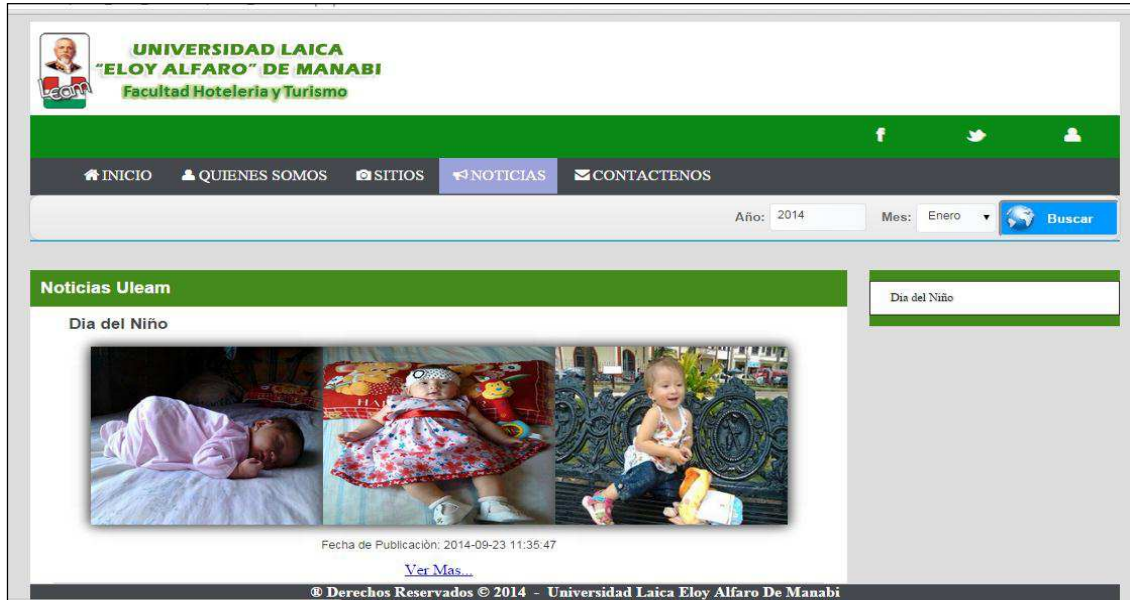 UNIVERSIDAD LAICA
"ELOY ALFARO" DE MANABI
Facultad Hoteleria y Turismo
Leam
INICIO QUIENES SOMOS SITIOS NOTICIAS CONTACTENOS
Año: 2014 Mes: Enero Buscar
Noticias Uleam
Dia del Niño
Dia del Niño
Fecha de Publicaciòn: 2014-09-23 11:35:47
Ver Mas...
® Derechos Reservados © 2014 - Universidad Laica Eloy Alfaro De Manabi